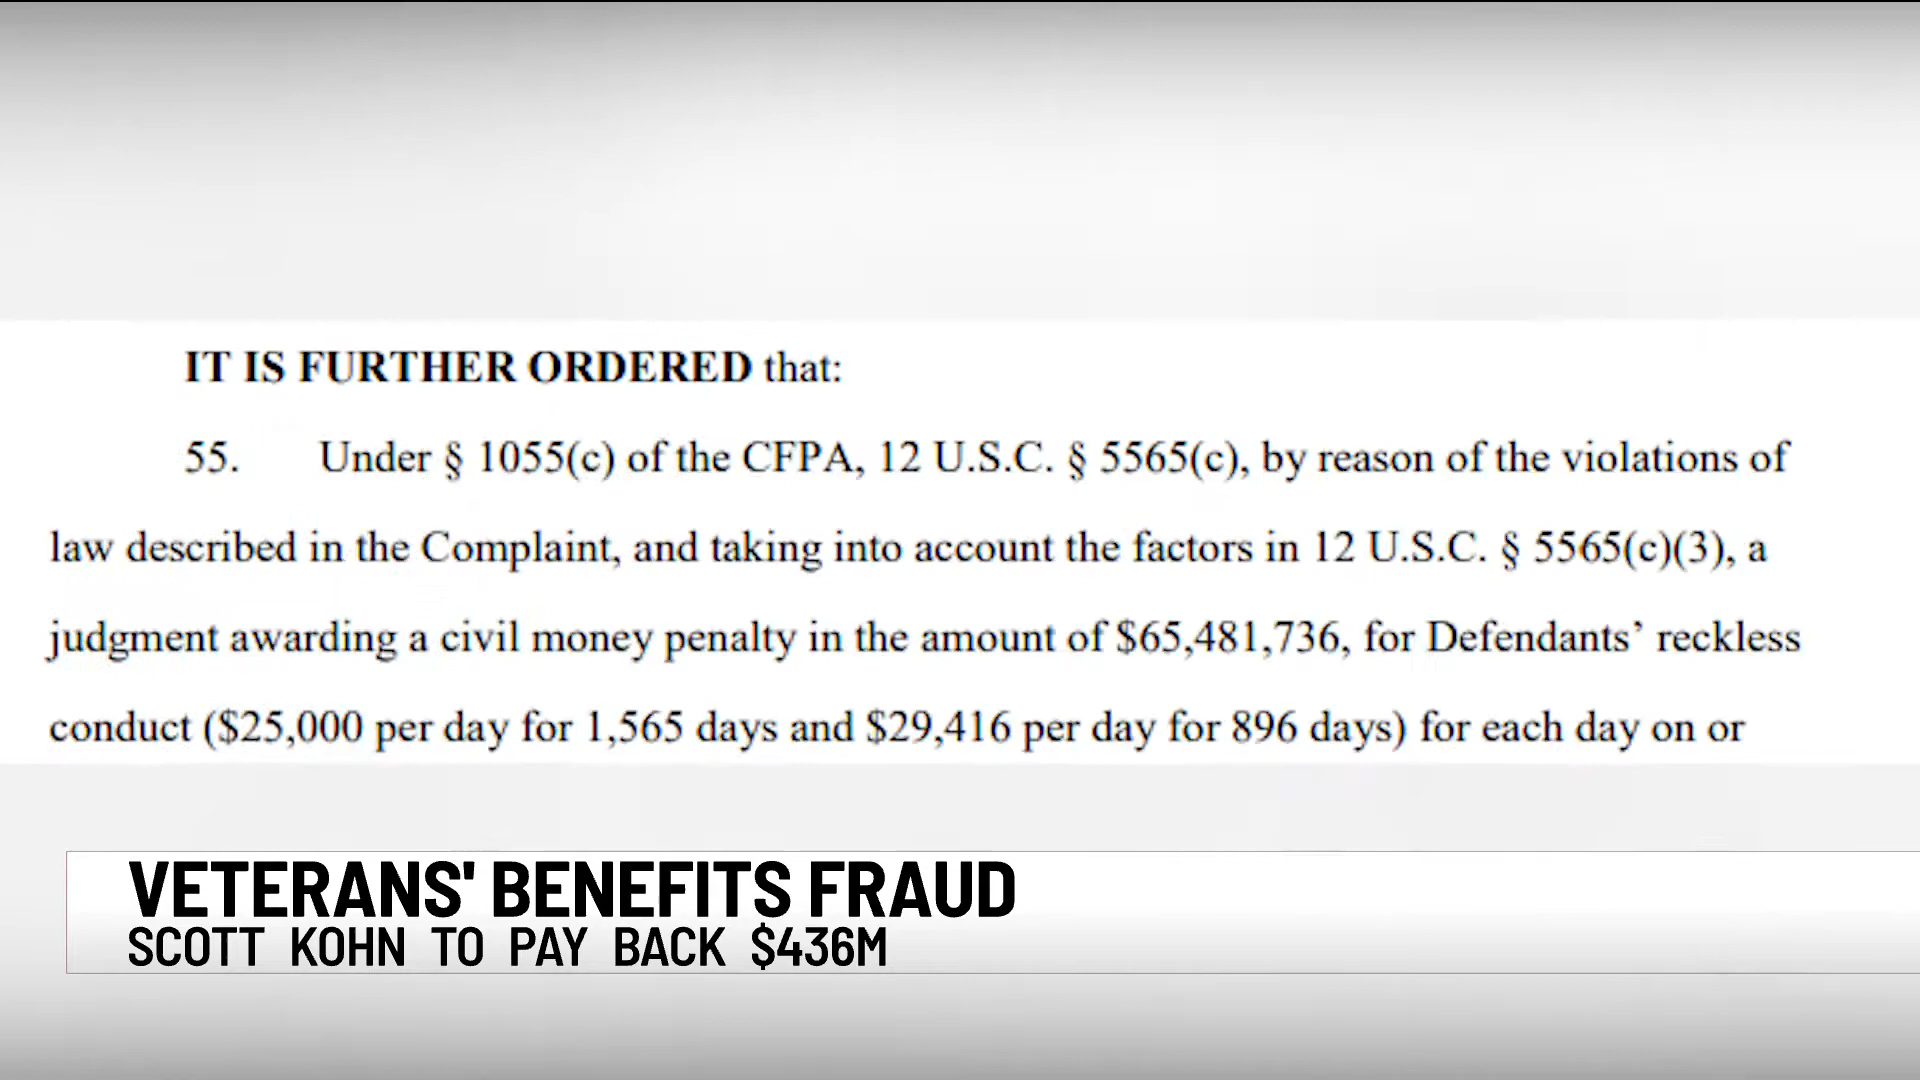 IT IS FURTHER ORDERED that:
55. Under § 1055(c) of the CFPA, 12 U.S.C. § 5565(c), by reason of the violations of
law described in the Complaint, and taking into account the factors in 12 U.S.C. § 5565(c)(3), a
judgment awarding a civil money penalty in the amount of $65,481,736, for Defendants’ reckless
conduct ($25,000 per day for 1,565 days and $29,416 per day for 896 days) for each day on or
VETERANS' BENEFITS FRAUD
SCOTT KOHN TO PAY BACK $436M